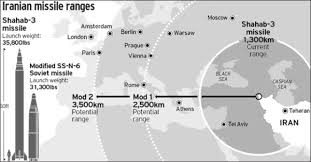 Iranian missile ranges
Shahab-3
missile
Launch weight:
35,800lbs
Modified SS-N-6
Soviet missile
Launch weight:
31,300lbs
Amsterdam
London
Paris
Berlin
Prague
Vienna
Rome
Warsaw
Moscow
Athens
Mod 2
3,500km
Potential
range
Mod 1
2,500km
Potential
range
Shahab-3
missile
1,300km
Current
range
BLACK
SEA
CASPIAN
SEA
Teheran
IRAN
Tel Aviv